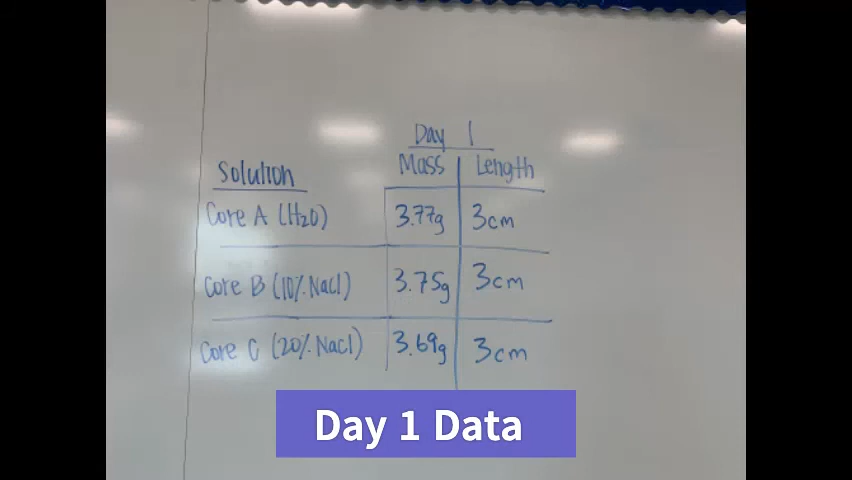 Day 1
Solution Mass Length
Core A (H2O) 3.77g 3cm
Core B (10% NaCl) 3.75g 3cm
Core C (20% NaCl) 3.69g 3cm
Day 1 Data